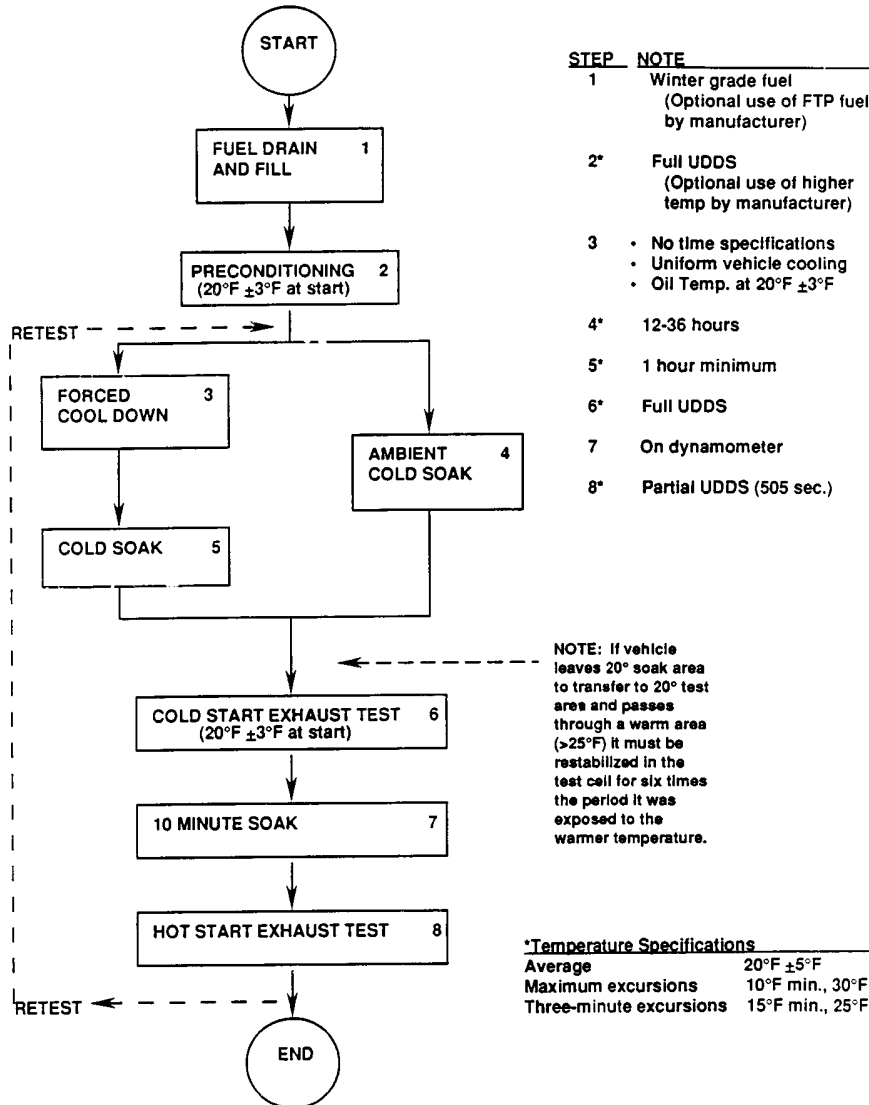 START
FUEL DRAIN 1
AND FILL
PRECONDITIONING 2
(20°F ±3°F at start)
RETEST
FORCED 3
COOL DOWN
AMBIENT 4
COLD SOAK
COLD SOAK 5
COLD START EXHAUST TEST 6
(20°F ±3°F at start)
10 MINUTE SOAK 7
HOT START EXHAUST TEST 8
RETEST
END
STEP NOTE
1 Winter grade fuel
(Optional use of FTP fuel
by manufacturer)
2* Full UDDS
(Optional use of higher
temp by manufacturer)
3 • No time specifications
• Uniform vehicle cooling
• Oil Temp. at 20°F ±3°F
4* 12-36 hours
5* 1 hour minimum
6* Full UDDS
7 On dynamometer
8* Partial UDDS (505 sec.)
NOTE: If vehicle
leaves 20° soak area
to transfer to 20° test
area and passes
through a warm area
(>25°F) it must be
restabilized in the
test cell for six times
the period it was
exposed to the
warmer temperature.
*Temperature Specifications
Average 20°F ±5°F
Maximum excursions 10°F min., 30°F
Three-minute excursions 15°F min., 25°F